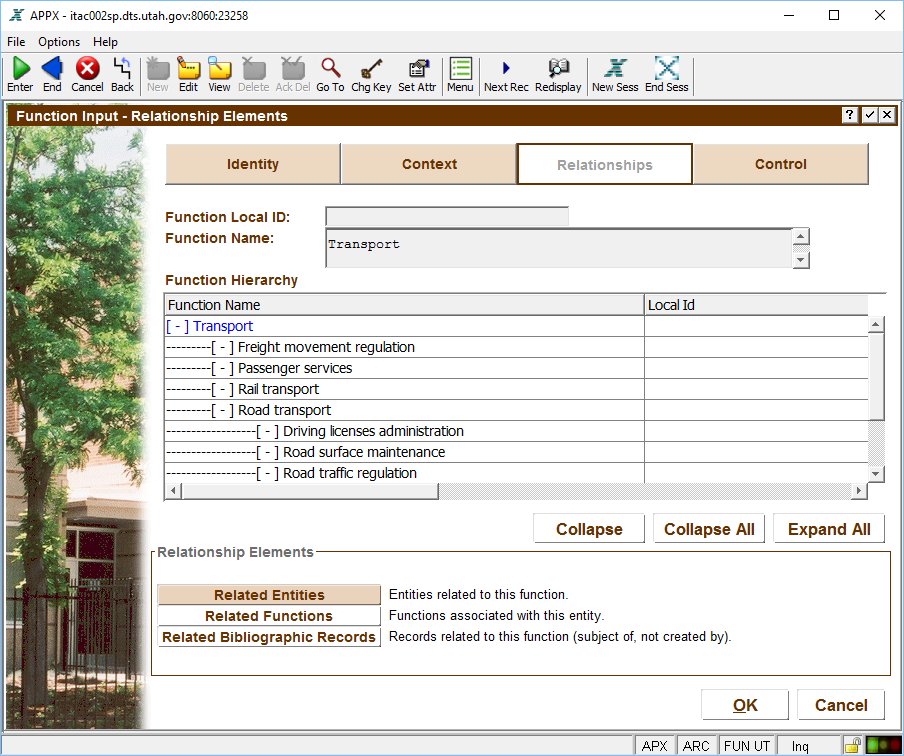 APPX - itac002sp.dts.utah.gov:8060:23258
File Options Help
Enter End Cancel Back New Edit View Delete Ack Del Go To Chg Key Set Attr Menu Next Rec Redisplay New Sess End Sess
Function Input - Relationship Elements
Identity Context Relationships Control
Function Local ID:
Function Name: Transport
Function Hierarchy
Function Name Local Id
[ - ] Transport
---------[ - ] Freight movement regulation
---------[ - ] Passenger services
---------[ - ] Rail transport
---------[ - ] Road transport
------------------[ - ] Driving licenses administration
------------------[ - ] Road surface maintenance
------------------[ - ] Road traffic regulation
Collapse Collapse All Expand All
Relationship Elements
Related Entities Entities related to this function.
Related Functions Functions associated with this entity.
Related Bibliographic Records Records related to this function (subject of, not created by).
OK Cancel
APPX ARC FUN UT Inq